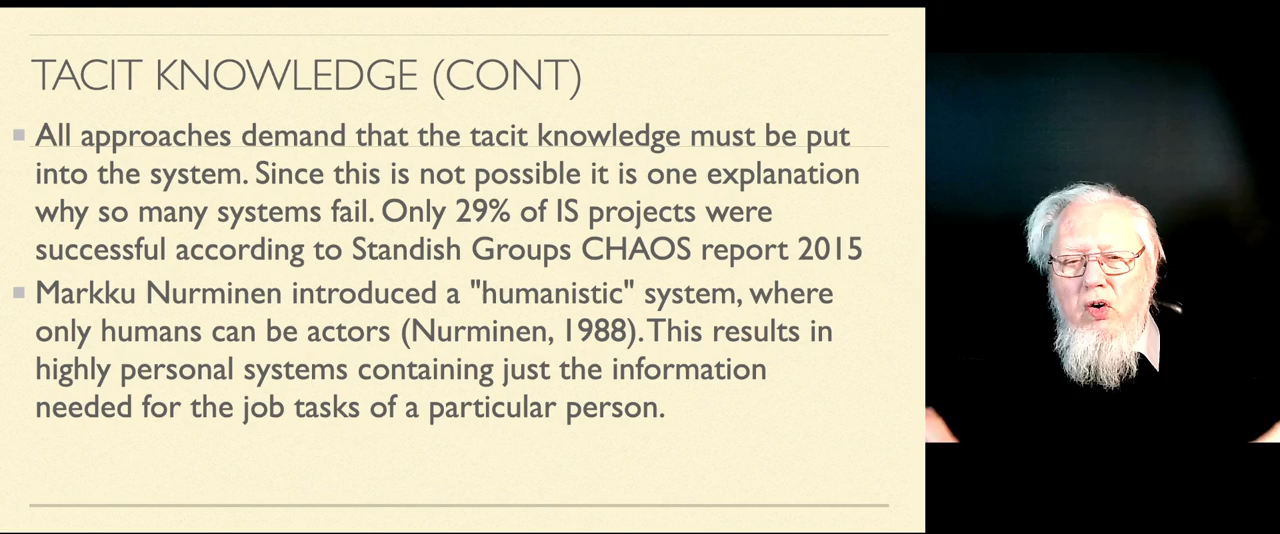 TACIT KNOWLEDGE (CONT)
All approaches demand that the tacit knowledge must be put
into the system. Since this is not possible it is one explanation
why so many systems fail. Only 29% of IS projects were
successful according to Standish Groups CHAOS report 2015
Markku Nurminen introduced a "humanistic" system, where
only humans can be actors (Nurminen, 1988). This results in
highly personal systems containing just the information
needed for the job tasks of a particular person.